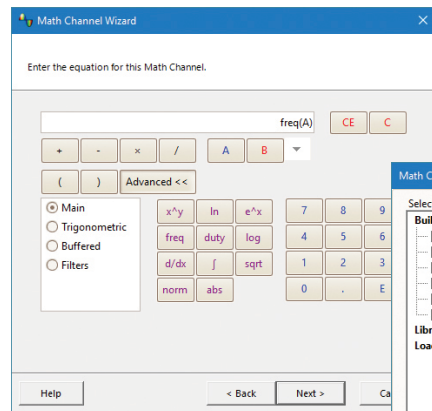 Math Channel Wizard
Enter the equation for this Math Channel.
freq(A) CE C
+ - × / A B
( ) Advanced <<
Main x^y ln e^x 7 8 9
Trigonometric freq duty log 4 5 6
Buffered d/dx ∫ sqrt 1 2 3
Filters norm abs 0 . E
Help < Back Next > Ca
Math C
Selec
Buil
Libr
Loa